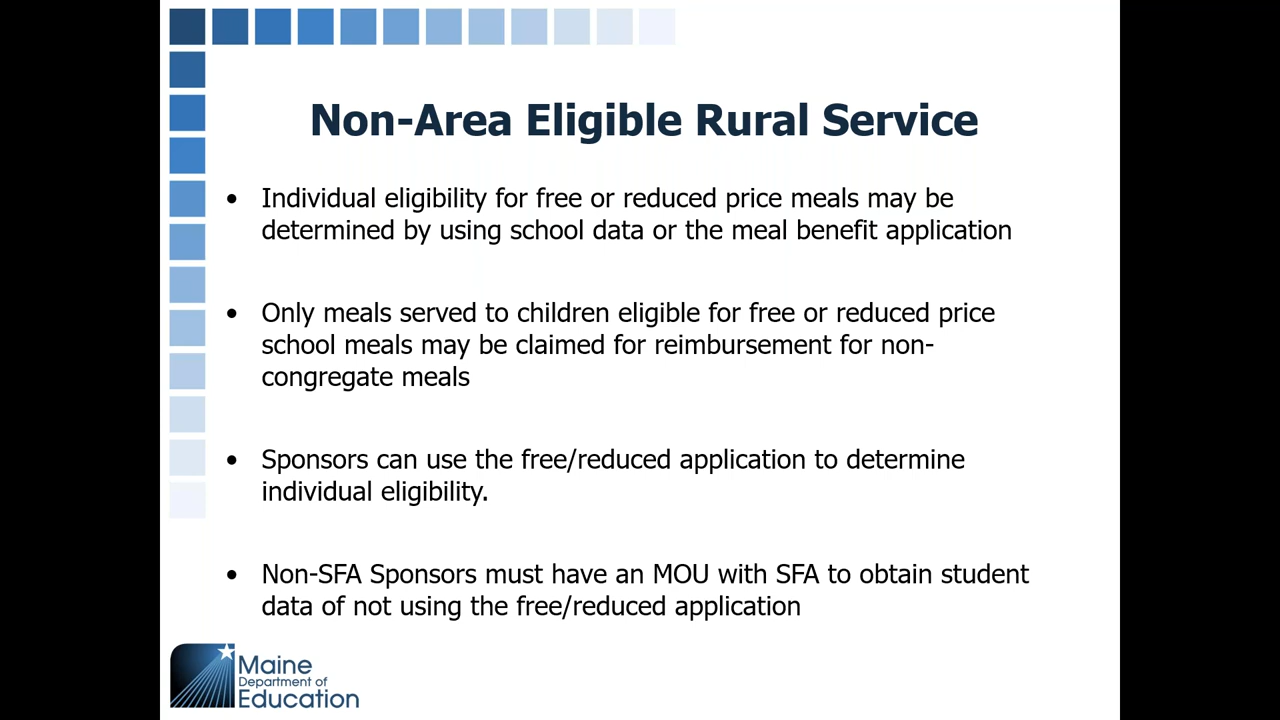 Non-Area Eligible Rural Service
• Individual eligibility for free or reduced price meals may be
determined by using school data or the meal benefit application
• Only meals served to children eligible for free or reduced price
school meals may be claimed for reimbursement for non-
congregate meals
• Sponsors can use the free/reduced application to determine
individual eligibility.
• Non-SFA Sponsors must have an MOU with SFA to obtain student
data of not using the free/reduced application
Maine
Department of
Education